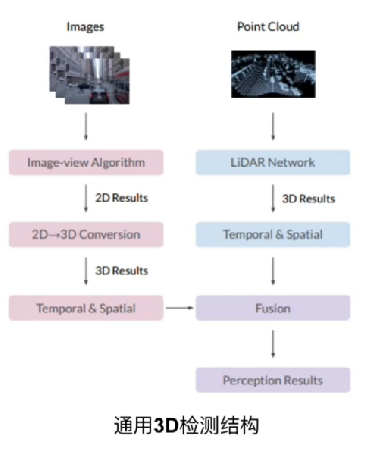 Images
Point Cloud
Image-view Algorithm
LiDAR Network
2D Results
3D Results
2D→3D Conversion
Temporal & Spatial
3D Results
Temporal & Spatial
Fusion
Perception Results
通用3D检测结构